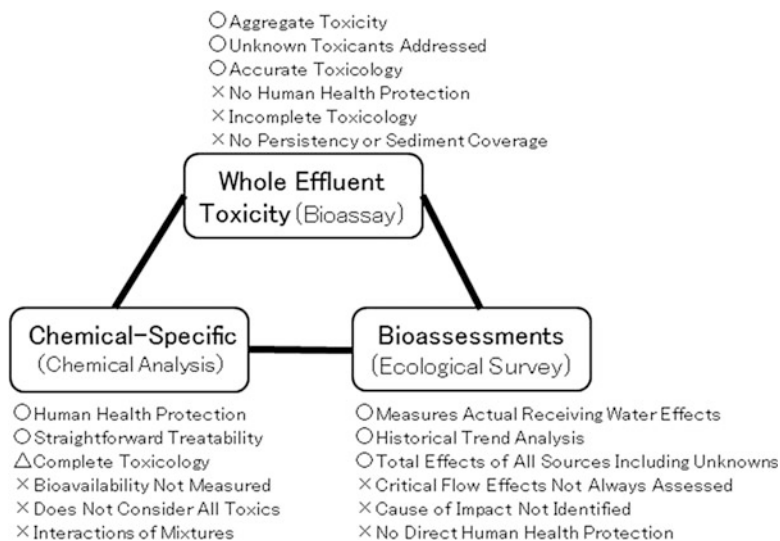 ○Aggregate Toxicity
○Unknown Toxicants Addressed
○Accurate Toxicology
×No Human Health Protection
×Incomplete Toxicology
×No Persistency or Sediment Coverage
Whole Effluent
Toxicity (Bioassay)
Chemical-Specific
(Chemical Analysis)
Bioassessments
(Ecological Survey)
○Human Health Protection
○Straightforward Treatability
△Complete Toxicology
×Bioavailability Not Measured
×Does Not Consider All Toxics
×Interactions of Mixtures
○Measures Actual Receiving Water Effects
○Historical Trend Analysis
○Total Effects of All Sources Including Unknowns
×Critical Flow Effects Not Always Assessed
×Cause of Impact Not Identified
×No Direct Human Health Protection